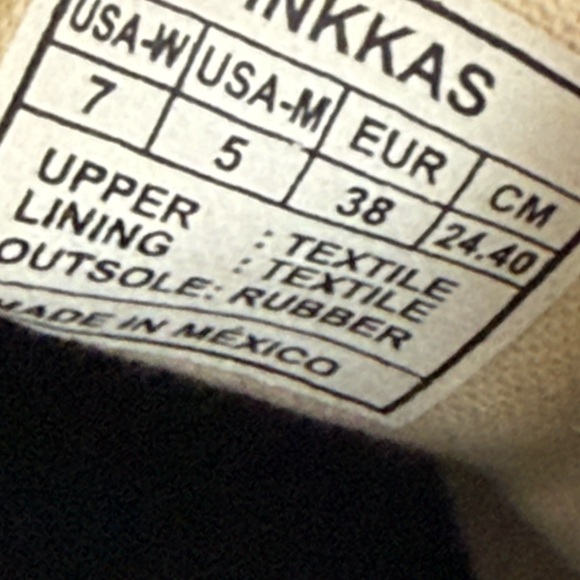 INKKAS
USA-W USA-M EUR CM
7 5 38 24.40
UPPER : TEXTILE
LINING : TEXTILE
OUTSOLE: RUBBER
MADE IN MÉXICO